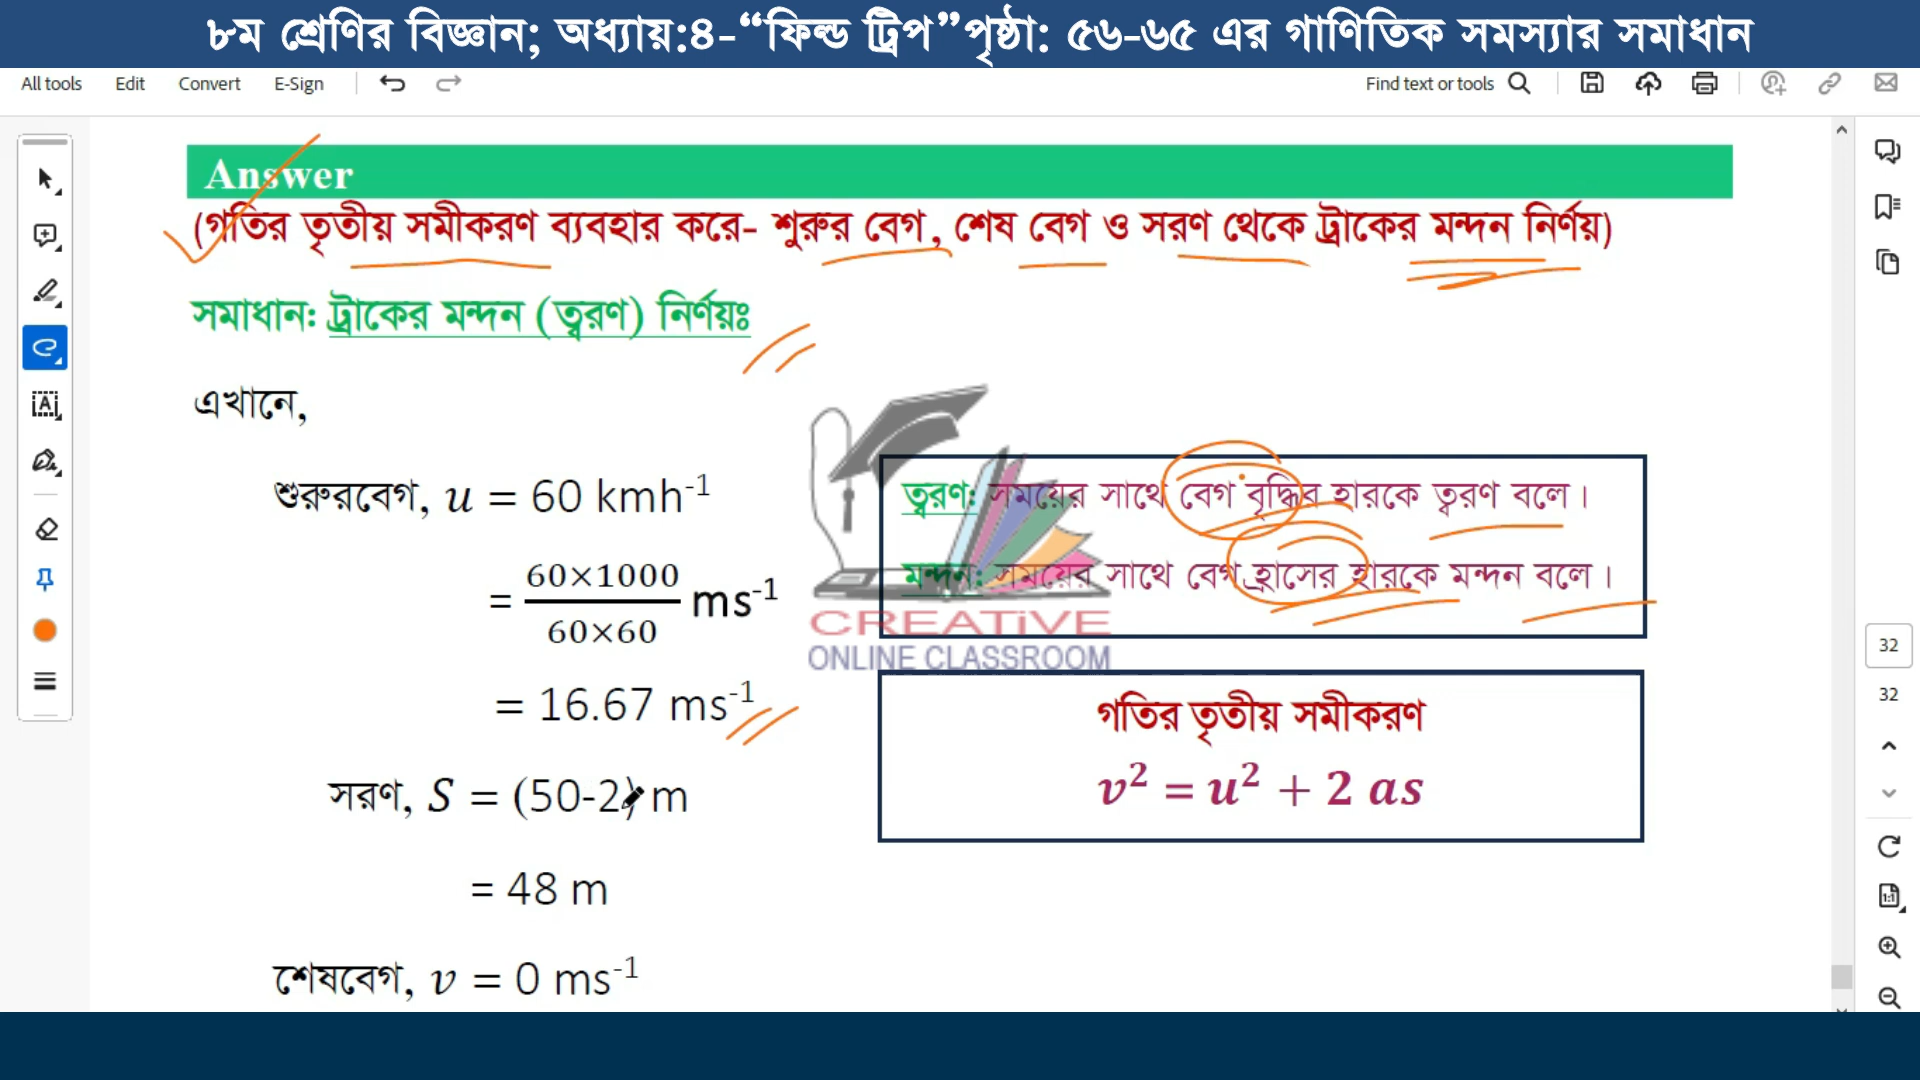 ৮ম শ্রেণির বিজ্ঞান; অধ্যায়:৪-“ফিল্ড ট্রিপ”পৃষ্ঠা: ৫৬-৬৫ এর গাণিতিক সমস্যার সমাধান
All tools Edit Convert E-Sign Find text or tools
Answer
(গতির তৃতীয় সমীকরণ ব্যবহার করে- শুরুর বেগ, শেষ বেগ ও সরণ থেকে ট্রাকের মন্দন নির্ণয়)
সমাধান: ট্রাকের মন্দন (ত্বরণ) নির্ণয়ঃ
এখানে,
শুরুরবেগ, u = 60 kmh⁻¹
= 60×1000/60×60 ms⁻¹
= 16.67 ms⁻¹
সরণ, S = (50-2) m
= 48 m
শেষবেগ, v = 0 ms⁻¹
ত্বরণ: সময়ের সাথে বেগ বৃদ্ধির হারকে ত্বরণ বলে।
মন্দন: সময়ের সাথে বেগ হ্রাসের হারকে মন্দন বলে।
CREATiVE
ONLINE CLASSROOM
গতির তৃতীয় সমীকরণ
v² = u² + 2 as
32
32
1:1